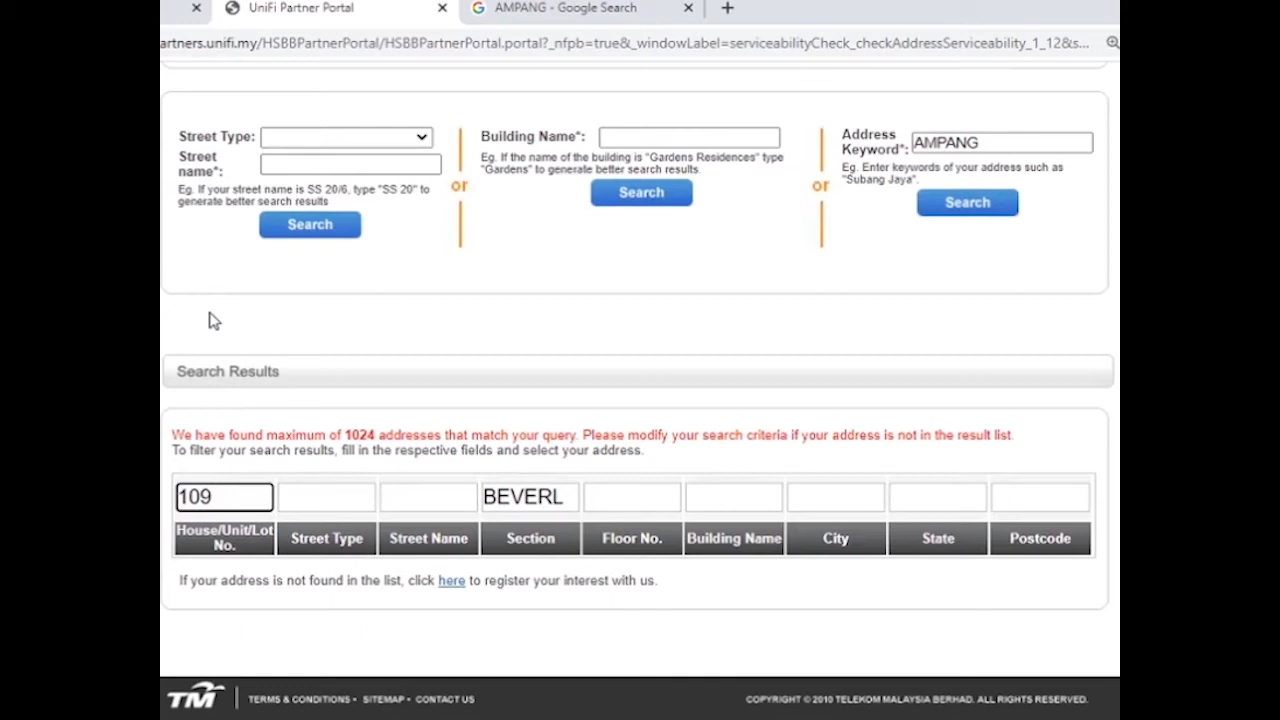 UniFi Partner Portal
AMPANG - Google Search
artners.unifi.my/HSBBPartnerPortal/HSBBPartnerPortal.portal?_nfpb=true&_windowLabel=serviceabilityCheck_checkAddressServiceability_1_12&s...
Street Type:
Street name*:
Eg. If your street name is SS 20/6, type "SS 20" to
generate better search results
Search
or
Building Name*:
Eg. If the name of the building is "Gardens Residences" type
"Gardens" to generate better search results.
Search
or
Address
Keyword*: AMPANG
Eg. Enter keywords of your address such as
"Subang Jaya".
Search
Search Results
We have found maximum of 1024 addresses that match your query. Please modify your search criteria if your address is not in the result list.
To filter your search results, fill in the respective fields and select your address.
109 BEVERL
House/Unit/Lot No. Street Type Street Name Section Floor No. Building Name City State Postcode
If your address is not found in the list, click here to register your interest with us.
TM TERMS & CONDITIONS • SITEMAP • CONTACT US COPYRIGHT © 2010 TELEKOM MALAYSIA BERHAD. ALL RIGHTS RESERVED.